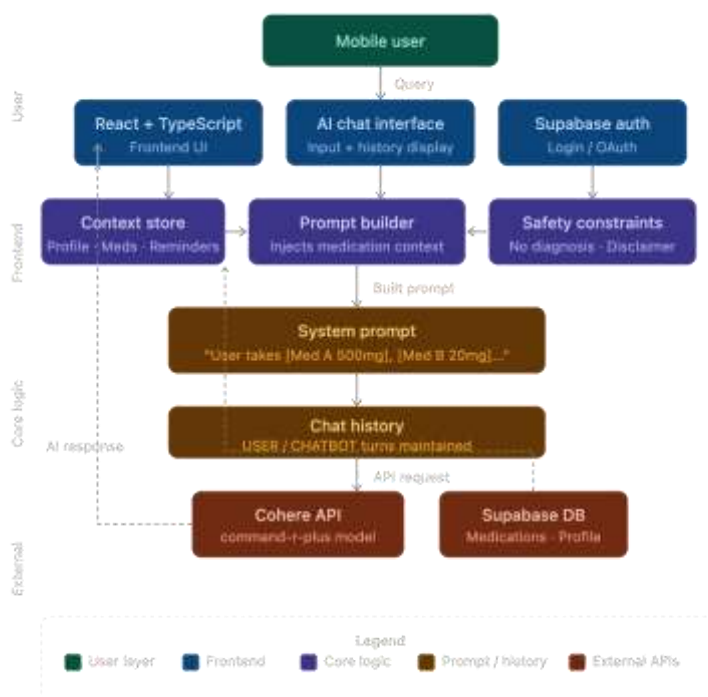 Mobile user
Query
User
React + TypeScript
Frontend UI
AI chat interface
Input + history display
Supabase auth
Login / OAuth
Frontend
Context store
Profile · Meds · Reminders
Prompt builder
Injects medication context
Safety constraints
No diagnosis · Disclaimer
Built prompt
System prompt
"User takes [Med A 500mg], [Med B 20mg]..."
Core logic
Chat history
USER / CHATBOT turns maintained
AI response
API request
External
Cohere API
command-r-plus model
Supabase DB
Medications · Profile
Legend
User layer
Frontend
Core logic
Prompt / history
External APIs